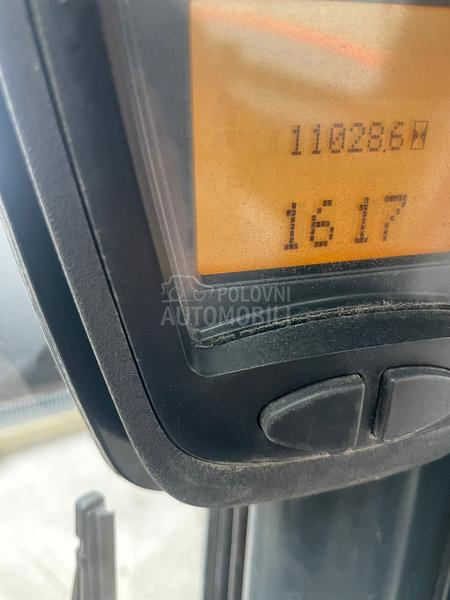 11028.6
16 17
POLOVNI
AUTOMOBILI